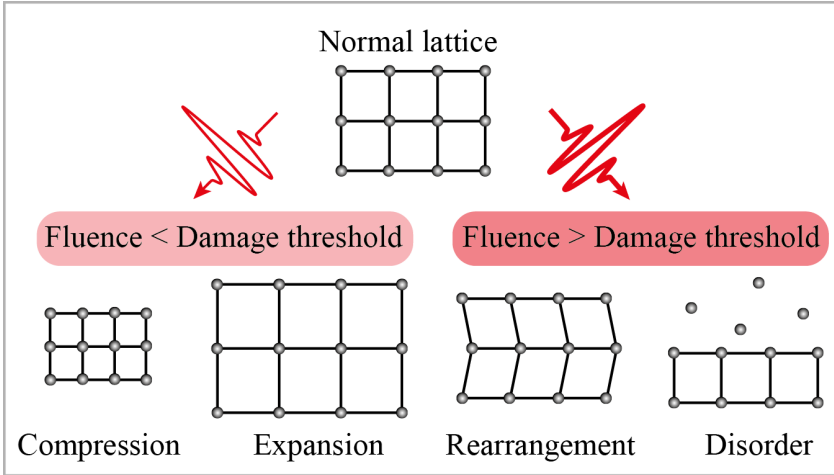 Normal lattice
Fluence < Damage threshold
Fluence > Damage threshold
Compression
Expansion
Rearrangement
Disorder